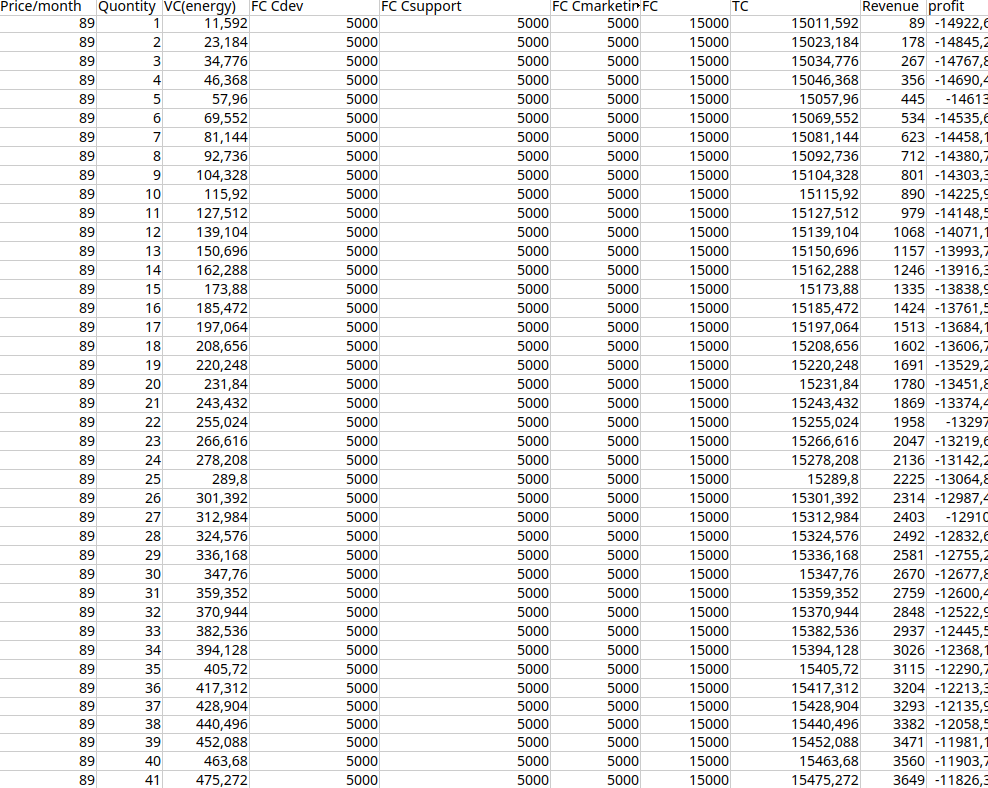 Price/month Quantity VC(energy) FC Cdev FC Csupport FC Cmarketin FC TC Revenue profit
89 1 11,592 5000 5000 5000 15000 15011,592 89 -14922,6
89 2 23,184 5000 5000 5000 15000 15023,184 178 -14845,2
89 3 34,776 5000 5000 5000 15000 15034,776 267 -14767,8
89 4 46,368 5000 5000 5000 15000 15046,368 356 -14690,4
89 5 57,96 5000 5000 5000 15000 15057,96 445 -14613
89 6 69,552 5000 5000 5000 15000 15069,552 534 -14535,6
89 7 81,144 5000 5000 5000 15000 15081,144 623 -14458,1
89 8 92,736 5000 5000 5000 15000 15092,736 712 -14380,7
89 9 104,328 5000 5000 5000 15000 15104,328 801 -14303,3
89 10 115,92 5000 5000 5000 15000 15115,92 890 -14225,9
89 11 127,512 5000 5000 5000 15000 15127,512 979 -14148,5
89 12 139,104 5000 5000 5000 15000 15139,104 1068 -14071,1
89 13 150,696 5000 5000 5000 15000 15150,696 1157 -13993,7
89 14 162,288 5000 5000 5000 15000 15162,288 1246 -13916,3
89 15 173,88 5000 5000 5000 15000 15173,88 1335 -13838,9
89 16 185,472 5000 5000 5000 15000 15185,472 1424 -13761,5
89 17 197,064 5000 5000 5000 15000 15197,064 1513 -13684,1
89 18 208,656 5000 5000 5000 15000 15208,656 1602 -13606,7
89 19 220,248 5000 5000 5000 15000 15220,248 1691 -13529,2
89 20 231,84 5000 5000 5000 15000 15231,84 1780 -13451,8
89 21 243,432 5000 5000 5000 15000 15243,432 1869 -13374,4
89 22 255,024 5000 5000 5000 15000 15255,024 1958 -13297
89 23 266,616 5000 5000 5000 15000 15266,616 2047 -13219,6
89 24 278,208 5000 5000 5000 15000 15278,208 2136 -13142,2
89 25 289,8 5000 5000 5000 15000 15289,8 2225 -13064,8
89 26 301,392 5000 5000 5000 15000 15301,392 2314 -12987,4
89 27 312,984 5000 5000 5000 15000 15312,984 2403 -12910
89 28 324,576 5000 5000 5000 15000 15324,576 2492 -12832,6
89 29 336,168 5000 5000 5000 15000 15336,168 2581 -12755,2
89 30 347,76 5000 5000 5000 15000 15347,76 2670 -12677,8
89 31 359,352 5000 5000 5000 15000 15359,352 2759 -12600,4
89 32 370,944 5000 5000 5000 15000 15370,944 2848 -12522,9
89 33 382,536 5000 5000 5000 15000 15382,536 2937 -12445,5
89 34 394,128 5000 5000 5000 15000 15394,128 3026 -12368,1
89 35 405,72 5000 5000 5000 15000 15405,72 3115 -12290,7
89 36 417,312 5000 5000 5000 15000 15417,312 3204 -12213,3
89 37 428,904 5000 5000 5000 15000 15428,904 3293 -12135,9
89 38 440,496 5000 5000 5000 15000 15440,496 3382 -12058,5
89 39 452,088 5000 5000 5000 15000 15452,088 3471 -11981,1
89 40 463,68 5000 5000 5000 15000 15463,68 3560 -11903,7
89 41 475,272 5000 5000 5000 15000 15475,272 3649 -11826,3